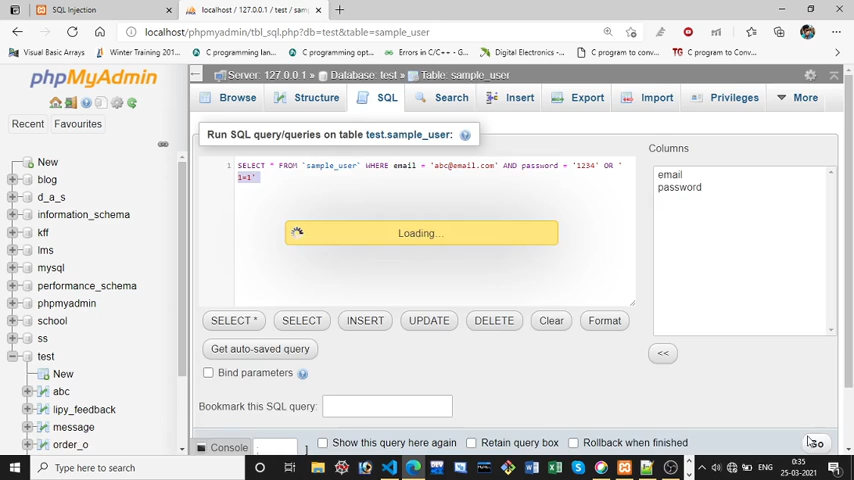 SQL Injection
localhost / 127.0.0.1 / test / sam
localhost/phpmyadmin/tbl_sql.php?db=test&table=sample_user
Visual Basic Arrays
Winter Training 201...
C programming lan...
C programming opt...
Errors in C/C++ - G...
Digital Electronics -...
C program to conv...
C program to Conv...
phpMyAdmin
Recent
Favourites
New
blog
d_a_s
information_schema
kff
lms
mysql
performance_schema
phpmyadmin
school
ss
test
New
abc
lipy_feedback
message
order_o
Server: 127.0.0.1 » Database: test » Table: sample_user
Browse
Structure
SQL
Search
Insert
Export
Import
Privileges
More
Run SQL query/queries on table test.sample_user:
1 SELECT * FROM `sample_user` WHERE email = 'abc@email.com' AND password = '1234' OR '
1=1'
Loading...
SELECT *
SELECT
INSERT
UPDATE
DELETE
Clear
Format
Get auto-saved query
Bind parameters
Bookmark this SQL query:
Columns
email
password
<<
Console
Show this query here again
Retain query box
Rollback when finished
Go
Type here to search
ENG
0:35
25-03-2021